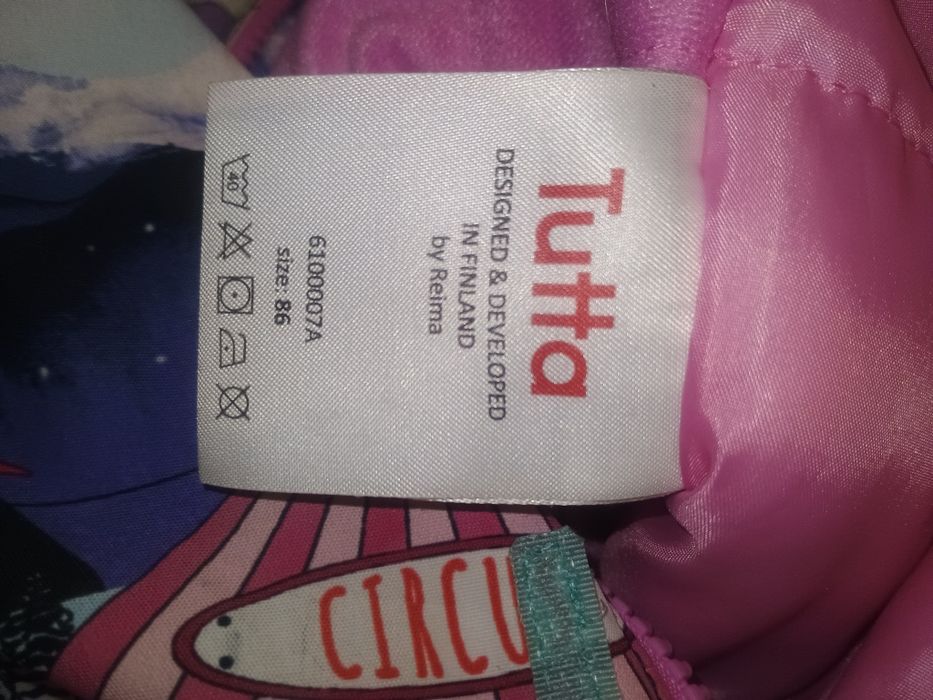 Tutta
DESIGNED & DEVELOPED
IN FINLAND
by Reima
6100007A
size: 86
40
CIRCU